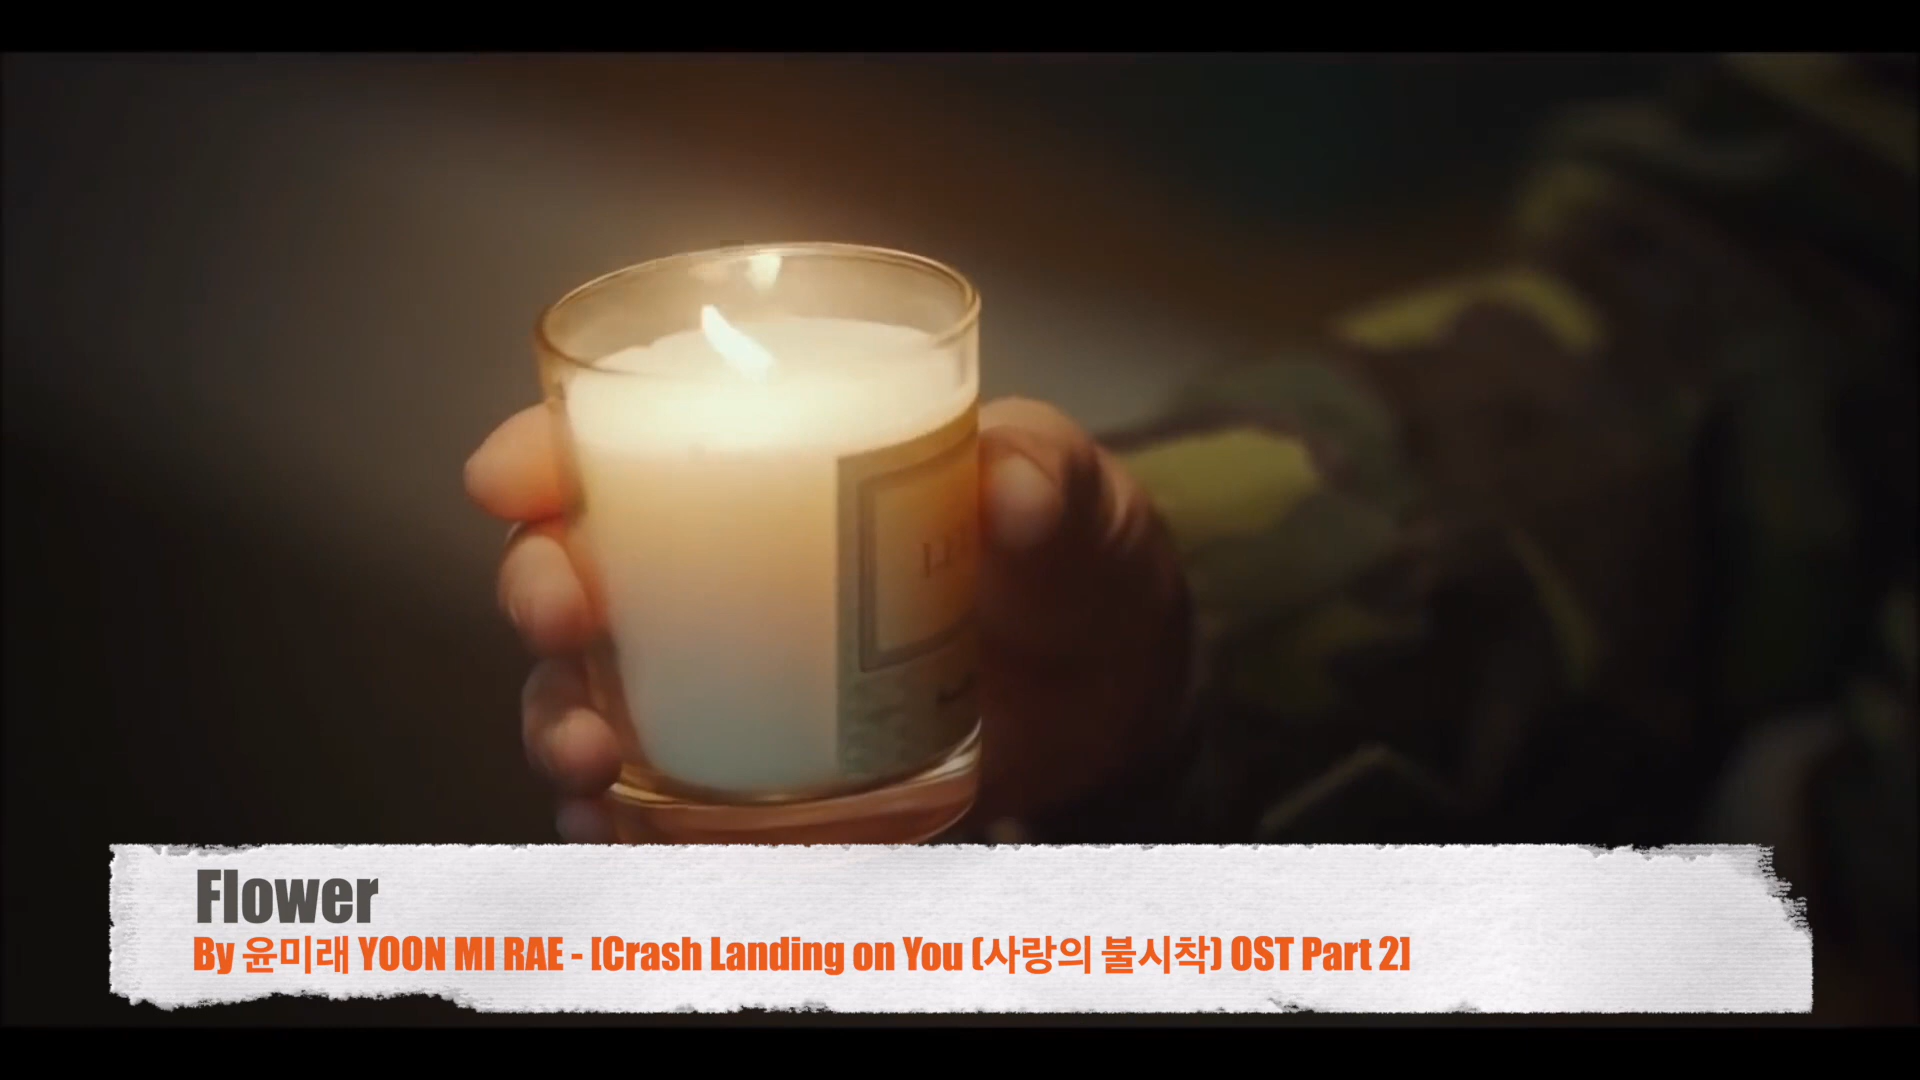 Flower
By 윤미래 YOON MI RAE - [Crash Landing on You (사랑의 불시착) OST Part 2]